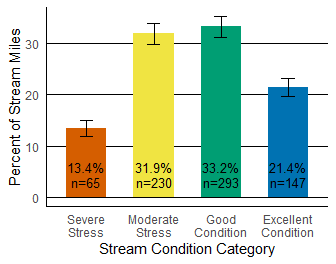 Percent of Stream Miles
30
20
10
0
13.4%
n=65
31.9%
n=230
33.2%
n=293
21.4%
n=147
Severe
Stress
Moderate
Stress
Good
Condition
Excellent
Condition
Stream Condition Category